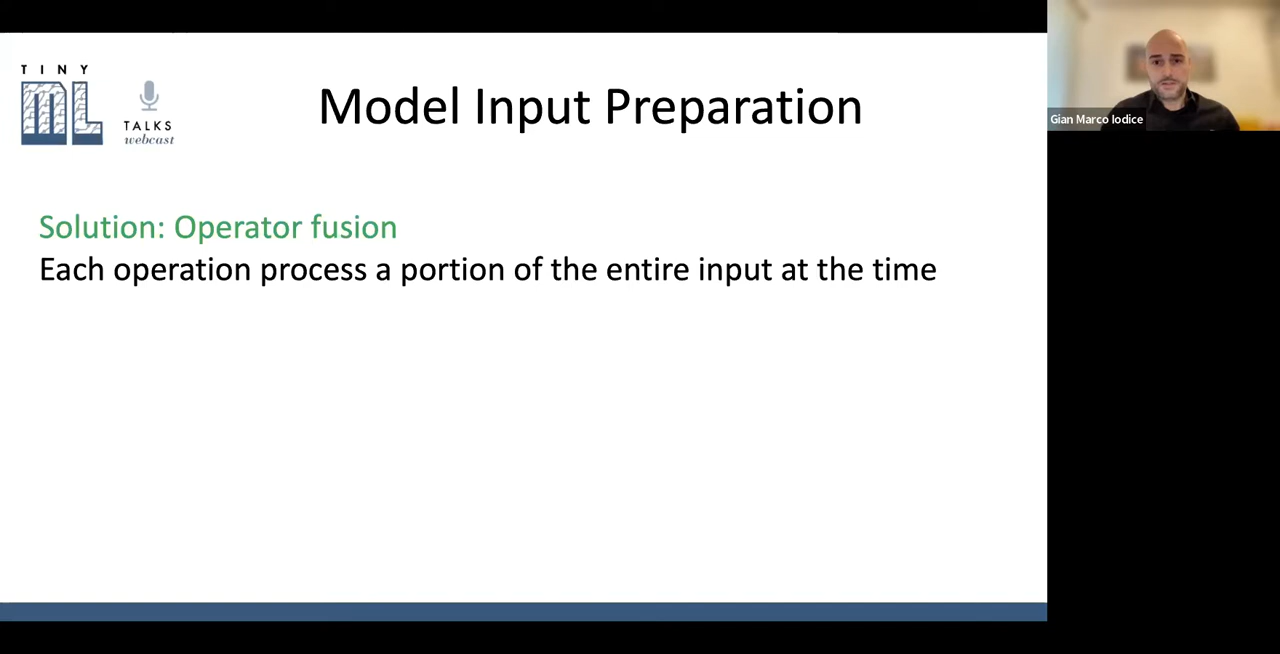 TINY
ML
TALKS
webcast
Model Input Preparation
Gian Marco Iodice
Solution: Operator fusion
Each operation process a portion of the entire input at the time